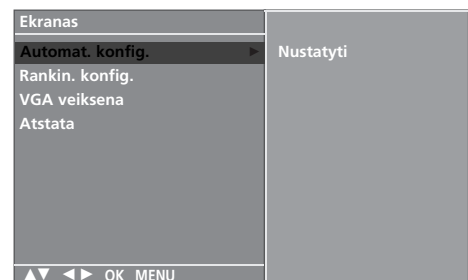 Ekranas
Automat. konfig. ▶ Nustatyti
Rankin. konfig.
VGA veiksena
Atstata
▲▼ ◀▶ OK MENU